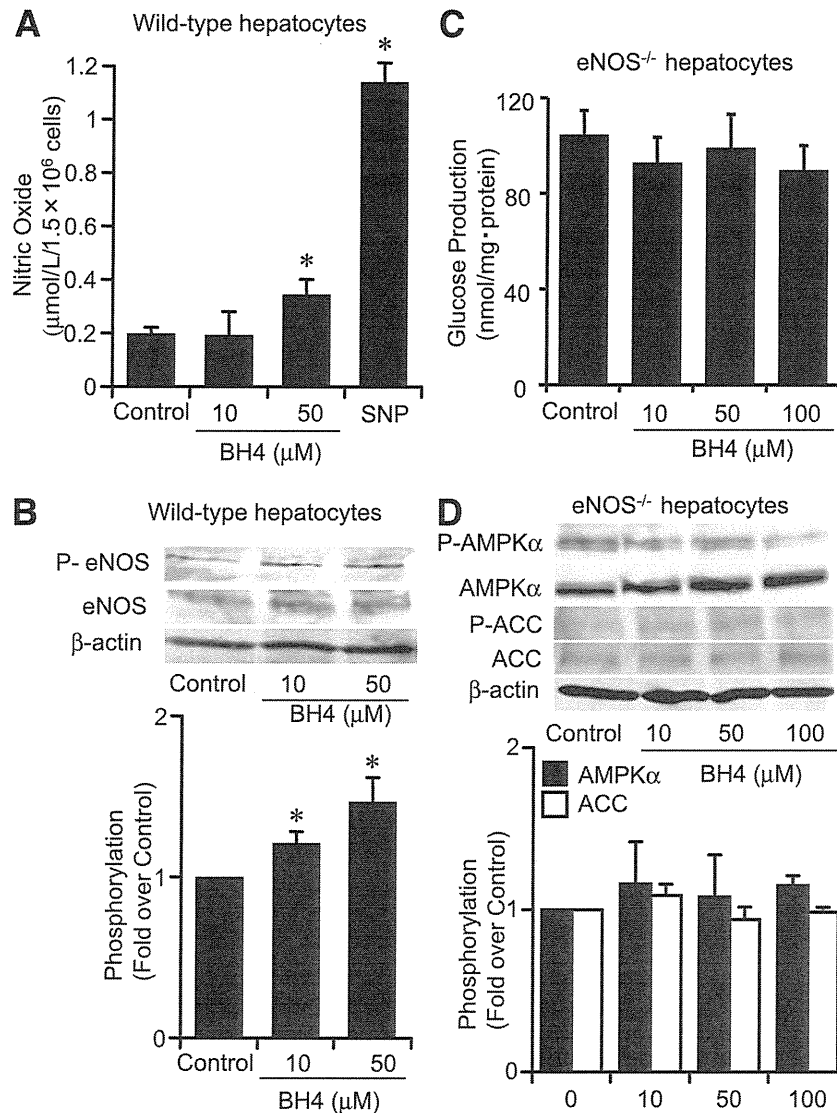 A
Wild-type hepatocytes
Nitric Oxide
(μmol/L/1.5 × 10⁶ cells)
1.2
1
0.8
0.6
0.4
0.2
0
*
*
Control 10 50 SNP
BH4 (μM)
B
Wild-type hepatocytes
P- eNOS
eNOS
β-actin
Control 10 50
BH4 (μM)
Phosphorylation
(Fold over Control)
2
1
0
*
*
Control 10 50
BH4 (μM)
C
eNOS⁻/⁻ hepatocytes
Glucose Production
(nmol/mg・protein)
120
80
40
0
Control 10 50 100
BH4 (μM)
D
eNOS⁻/⁻ hepatocytes
P-AMPKα
AMPKα
P-ACC
ACC
β-actin
Control 10 50 100
BH4 (μM)
AMPKα
ACC
Phosphorylation
(Fold over Control)
2
1
0
0 10 50 100